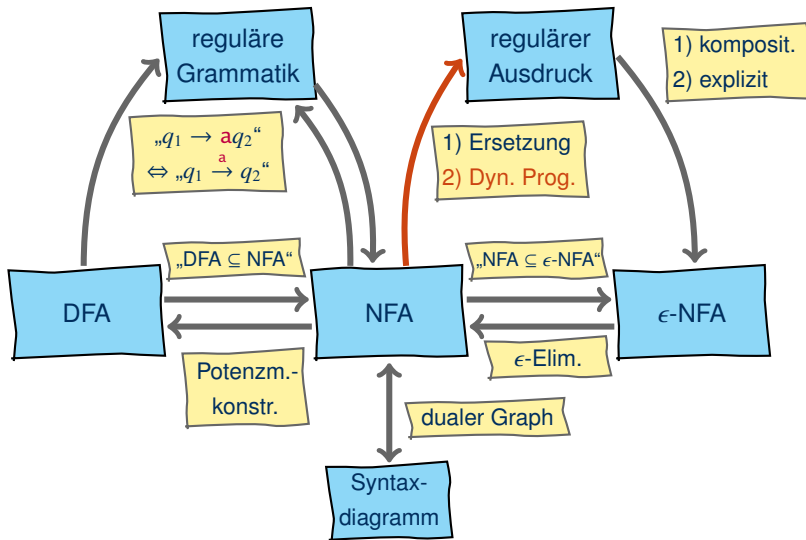 reguläre
Grammatik
regulärer
Ausdruck
1) komposit.
2) explizit
„q₁ → aq₂“
⇔ „q₁ →ᵃ q₂“
1) Ersetzung
2) Dyn. Prog.
„DFA ⊆ NFA“
„NFA ⊆ ϵ-NFA“
DFA
NFA
ϵ-NFA
Potenzm.-
konstr.
ϵ-Elim.
dualer Graph
Syntax-
diagramm